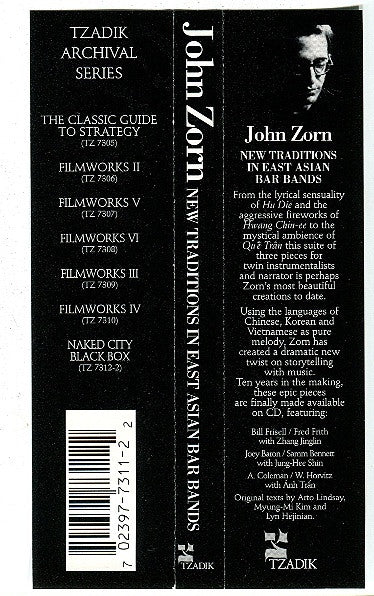 TZADIK
ARCHIVAL
SERIES
THE CLASSIC GUIDE
TO STRATEGY
(TZ 7305)
FILMWORKS II
(TZ 7306)
FILMWORKS V
(TZ 7307)
FILMWORKS VI
(TZ 7308)
FILMWORKS III
(TZ 7309)
FILMWORKS IV
(TZ 7310)
NAKED CITY
BLACK BOX
(TZ 7312-2)
7 02397-7311-2 2
John Zorn NEW TRADITIONS IN EAST ASIAN BAR BANDS
TZADIK
John Zorn
NEW TRADITIONS
IN EAST ASIAN
BAR BANDS
From the lyrical sensuality
of Hu Die and the
aggressive fireworks of
Hwang Chin-ee to the
mystical ambience of
Quê Trân this suite of
three pieces for
twin instrumentalists
and narrator is perhaps
Zorn's most beautiful
creations to date.
Using the languages of
Chinese, Korean and
Vietnamese as pure
melody, Zorn has
created a dramatic new
twist on storytelling
with music.
Ten years in the making,
these epic pieces
are finally made available
on CD, featuring:
Bill Frisell / Fred Frith
with Zhang Jinglin
Joey Baron / Samm Bennett
with Jung-Hee Shin
A. Coleman / W. Horvitz
with Anh Trân
Original texts by Arto Lindsay,
Myung-Mi Kim and
Lyn Hejinian.
TZADIK